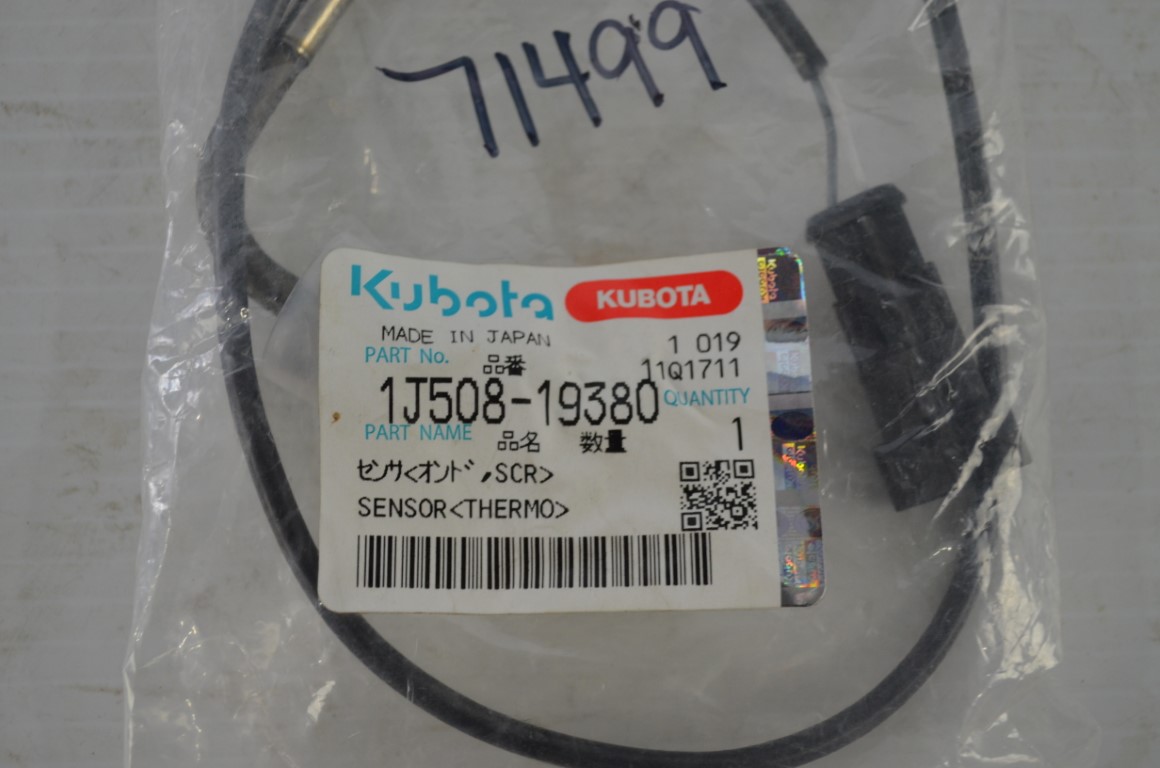 71499
Kubota KUBOTA
MADE IN JAPAN
1 019
PART No. 品番
11Q1711
1J508-19380
QUANTITY
PART NAME 品名 数量
1
センサ<オンド,SCR>
SENSOR<THERMO>